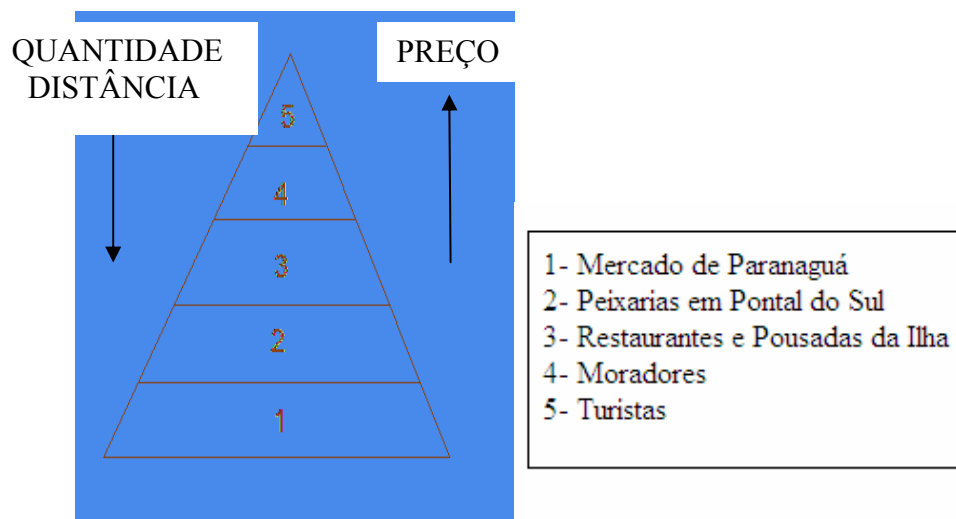 QUANTIDADE
DISTÂNCIA
PREÇO
5
4
3
2
1
1- Mercado de Paranaguá
2- Peixarias em Pontal do Sul
3- Restaurantes e Pousadas da Ilha
4- Moradores
5- Turistas